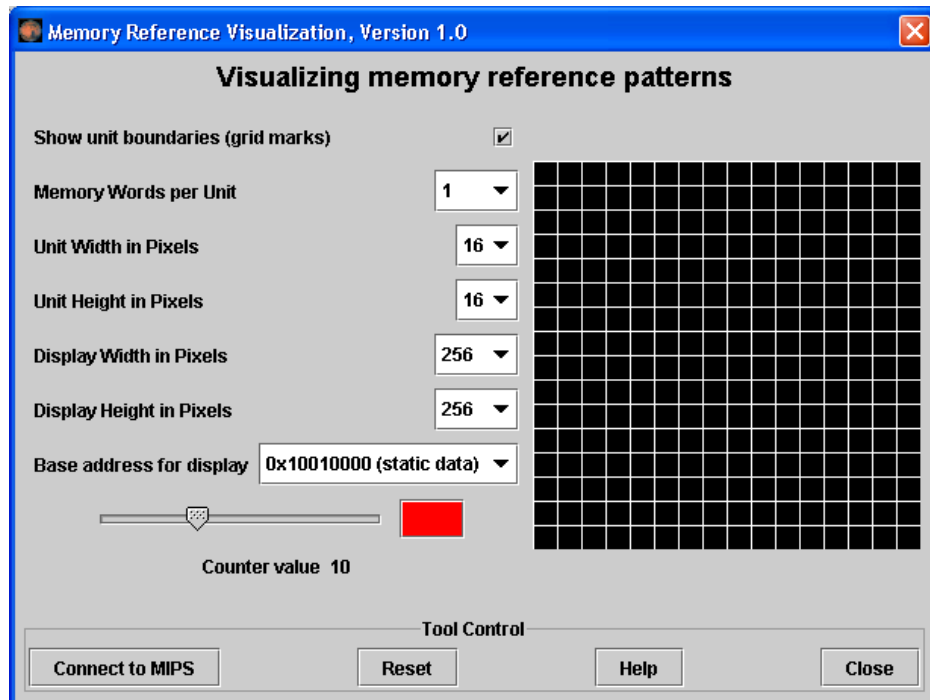 Memory Reference Visualization, Version 1.0
Visualizing memory reference patterns
Show unit boundaries (grid marks)
Memory Words per Unit 1
Unit Width in Pixels 16
Unit Height in Pixels 16
Display Width in Pixels 256
Display Height in Pixels 256
Base address for display 0x10010000 (static data)
Counter value 10
Tool Control
Connect to MIPS Reset Help Close